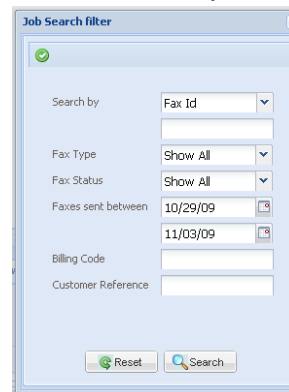 Job Search filter
Search by Fax Id
Fax Type Show All
Fax Status Show All
Faxes sent between 10/29/09
11/03/09
Billing Code
Customer Reference
Reset Search